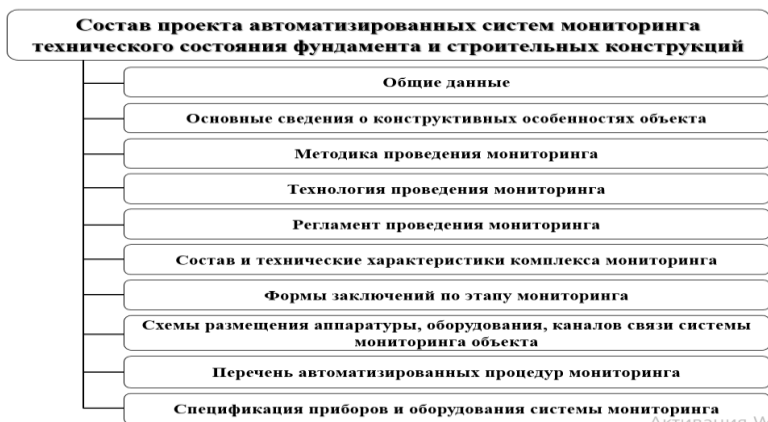 Состав проекта автоматизированных систем мониторинга
технического состояния фундамента и строительных конструкций
Общие данные
Основные сведения о конструктивных особенностях объекта
Методика проведения мониторинга
Технология проведения мониторинга
Регламент проведения мониторинга
Состав и технические характеристики комплекса мониторинга
Формы заключений по этапу мониторинга
Схемы размещения аппаратуры, оборудования, каналов связи системы
мониторинга объекта
Перечень автоматизированных процедур мониторинга
Спецификация приборов и оборудования системы мониторинга